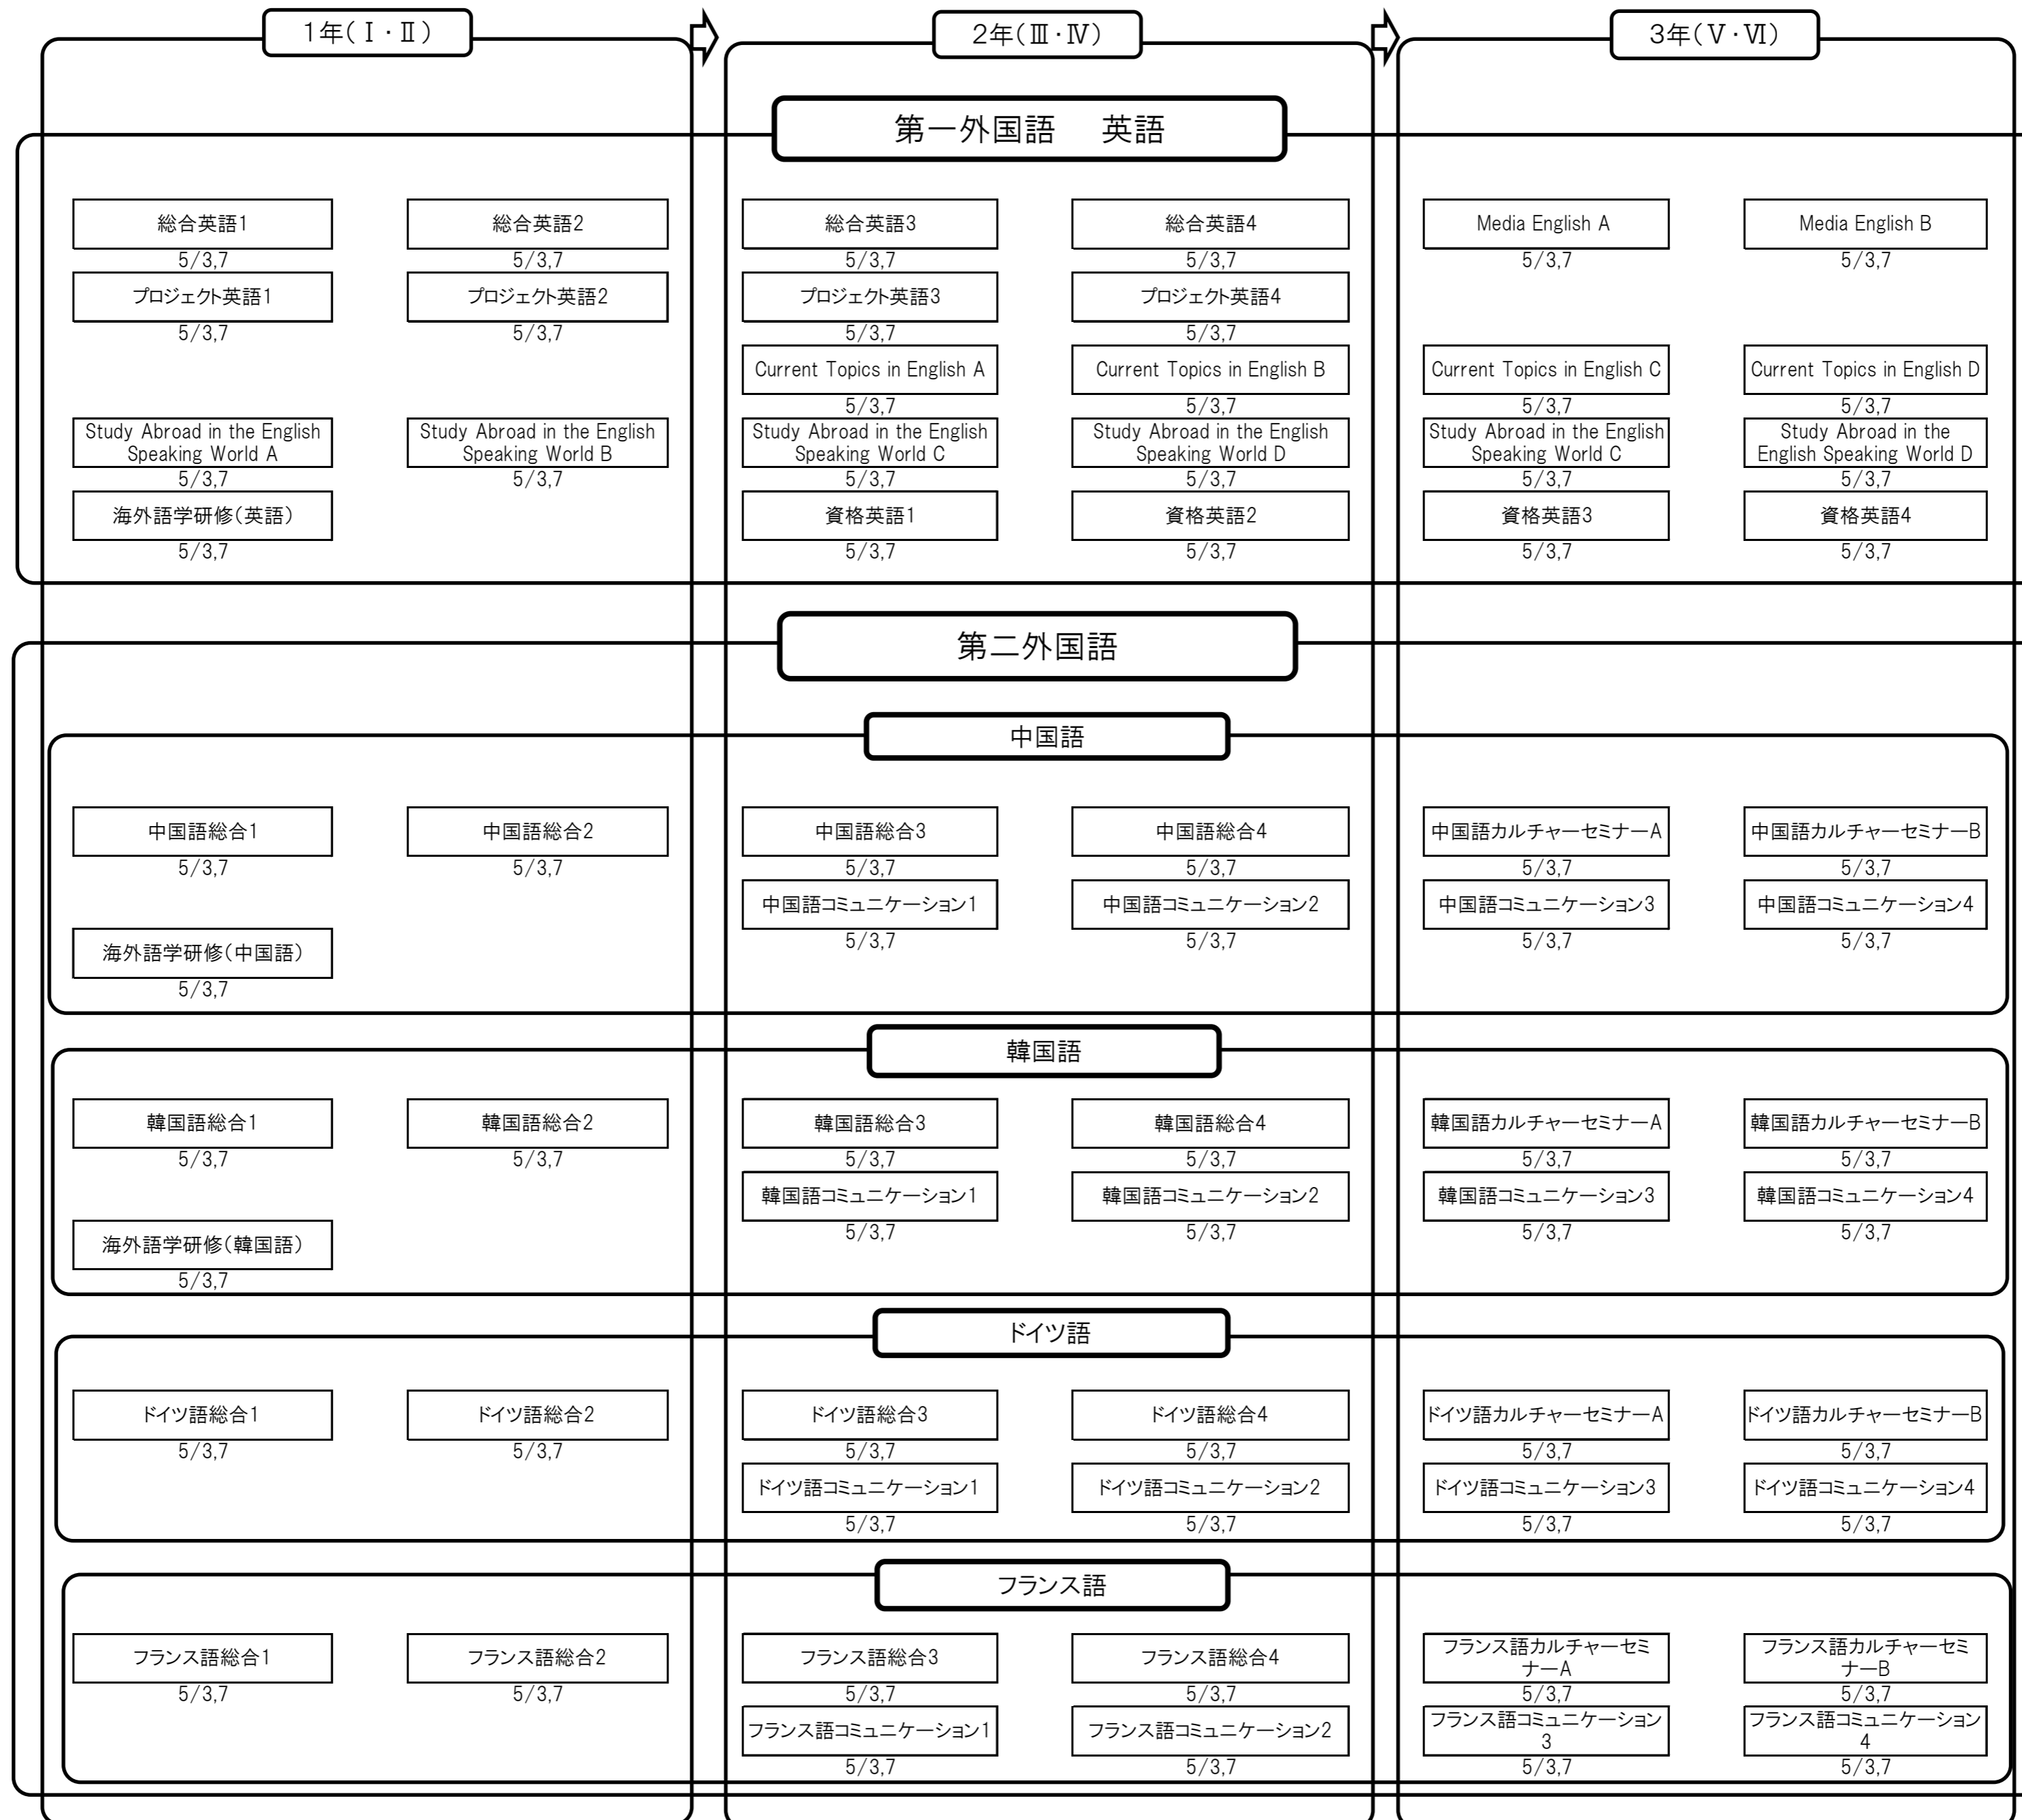 1年(Ⅰ・Ⅱ)
2年(Ⅲ・Ⅳ)
3年(Ⅴ・Ⅵ)
第一外国語　英語
総合英語1
総合英語2
総合英語3
総合英語4
Media English A
Media English B
5/3,7
5/3,7
5/3,7
5/3,7
5/3,7
5/3,7
プロジェクト英語1
プロジェクト英語2
プロジェクト英語3
プロジェクト英語4
5/3,7
5/3,7
5/3,7
5/3,7
Current Topics in English A
Current Topics in English B
Current Topics in English C
Current Topics in English D
5/3,7
5/3,7
5/3,7
5/3,7
Study Abroad in the English
Speaking World A
Study Abroad in the English
Speaking World B
Study Abroad in the English
Speaking World C
Study Abroad in the English
Speaking World D
Study Abroad in the English
Speaking World C
Study Abroad in the
English Speaking World D
5/3,7
5/3,7
5/3,7
5/3,7
5/3,7
5/3,7
海外語学研修(英語)
資格英語1
資格英語2
資格英語3
資格英語4
5/3,7
5/3,7
5/3,7
5/3,7
5/3,7
第二外国語
中国語
中国語総合1
中国語総合2
中国語総合3
中国語総合4
中国語カルチャーセミナーA
中国語カルチャーセミナーB
5/3,7
5/3,7
5/3,7
5/3,7
5/3,7
5/3,7
中国語コミュニケーション1
中国語コミュニケーション2
中国語コミュニケーション3
中国語コミュニケーション4
5/3,7
5/3,7
5/3,7
5/3,7
海外語学研修(中国語)
5/3,7
韓国語
韓国語総合1
韓国語総合2
韓国語総合3
韓国語総合4
韓国語カルチャーセミナーA
韓国語カルチャーセミナーB
5/3,7
5/3,7
5/3,7
5/3,7
5/3,7
5/3,7
韓国語コミュニケーション1
韓国語コミュニケーション2
韓国語コミュニケーション3
韓国語コミュニケーション4
5/3,7
5/3,7
5/3,7
5/3,7
海外語学研修(韓国語)
5/3,7
ドイツ語
ドイツ語総合1
ドイツ語総合2
ドイツ語総合3
ドイツ語総合4
ドイツ語カルチャーセミナーA
ドイツ語カルチャーセミナーB
5/3,7
5/3,7
5/3,7
5/3,7
5/3,7
5/3,7
ドイツ語コミュニケーション1
ドイツ語コミュニケーション2
ドイツ語コミュニケーション3
ドイツ語コミュニケーション4
5/3,7
5/3,7
5/3,7
5/3,7
フランス語
フランス語総合1
フランス語総合2
フランス語総合3
フランス語総合4
フランス語カルチャーセミ
ナーA
フランス語カルチャーセミ
ナーB
5/3,7
5/3,7
5/3,7
5/3,7
5/3,7
5/3,7
フランス語コミュニケーション1
フランス語コミュニケーション2
フランス語コミュニケーション
3
フランス語コミュニケーション
4
5/3,7
5/3,7
5/3,7
5/3,7